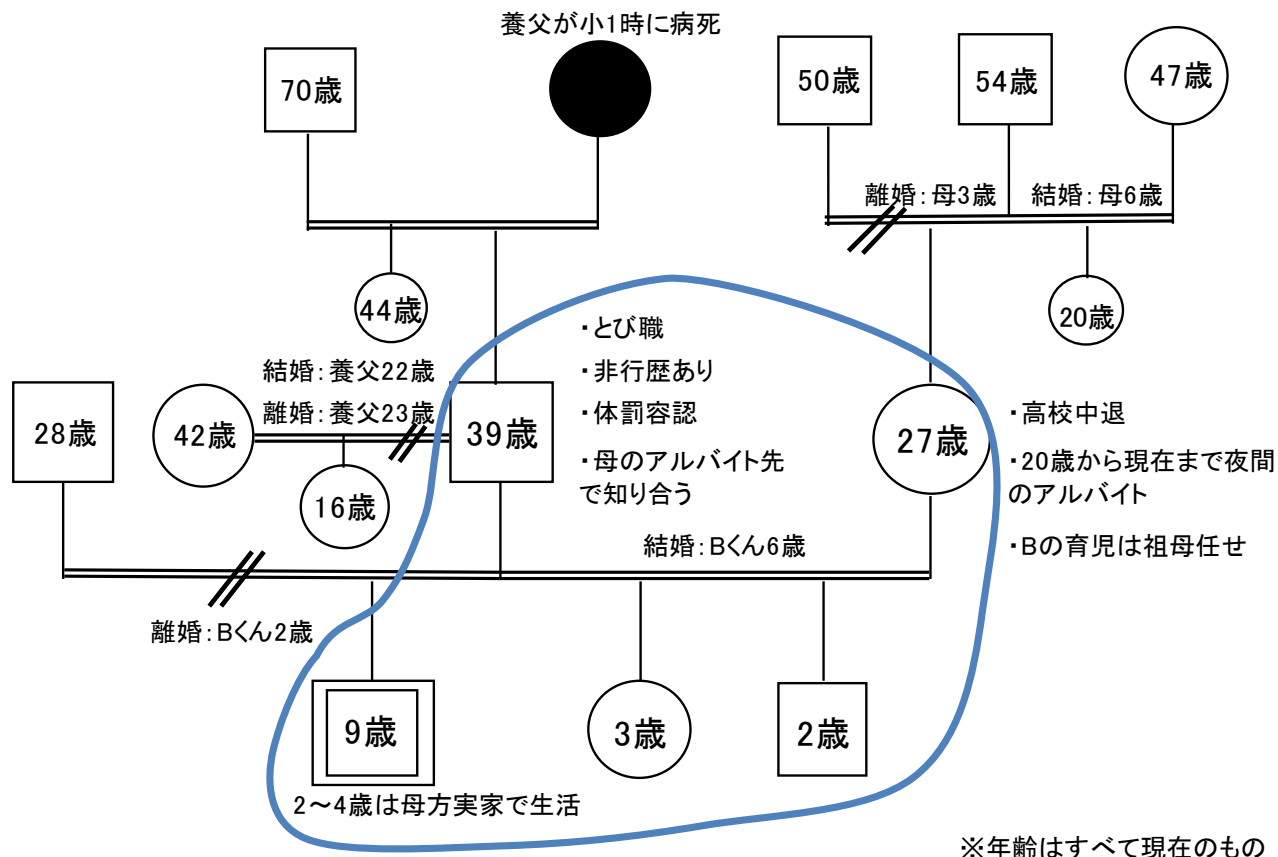 養父が小1時に病死
70歳
50歳
54歳
47歳
離婚：母3歳
結婚：母6歳
44歳
20歳
・とび職
・非行歴あり
・体罰容認
・母のアルバイト先
で知り合う
結婚：養父22歳
離婚：養父23歳
28歳
42歳
39歳
27歳
16歳
・高校中退
・20歳から現在まで夜間
のアルバイト
・Bの育児は祖母任せ
結婚：Bくん6歳
離婚：Bくん2歳
9歳
3歳
2歳
2～4歳は母方実家で生活
※年齢はすべて現在のもの